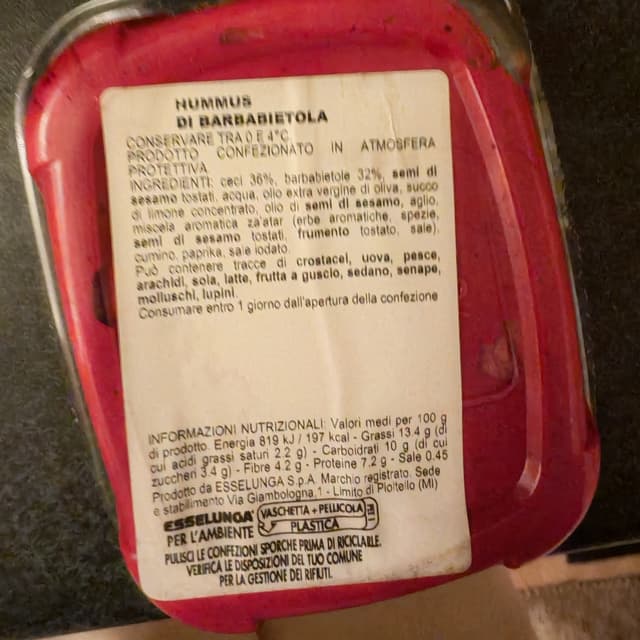 HUMMUS
DI BARBABIETOLA
CONSERVARE TRA 0 E 4°C
PRODOTTO CONFEZIONATO IN ATMOSFERA
PROTETTIVA
INGREDIENTI: ceci 36%, barbabietole 32%, semi di
sesamo tostati, acqua, olio extra vergine di oliva, succo
di limone concentrato, olio di semi di sesamo, aglio,
miscela aromatica za'atar (erbe aromatiche, spezie,
semi di sesamo tostati, frumento tostato, sale),
cumino, paprika, sale iodato.
Può contenere tracce di crostacei, uova, pesce,
arachidi, soia, latte, frutta a guscio, sedano, senape,
molluschi, lupini.
Consumare entro 1 giorno dall'apertura della confezione
INFORMAZIONI NUTRIZIONALI: Valori medi per 100 g
di prodotto. Energia 819 kJ / 197 kcal - Grassi 13.4 g (di
cui acidi grassi saturi 2.2 g) - Carboidrati 10 g (di cui
zuccheri 3.4 g) - Fibre 4.2 g - Proteine 7.2 g - Sale 0.45
Prodotto da ESSELUNGA S.p.A. Marchio registrato. Sede
e stabilimento Via Giambologna,1 - Limito di Pioltello (MI)
ESSELUNGA VASCHETTA + PELLICOLA
PER L'AMBIENTE PLASTICA
PULISCI LE CONFEZIONI SPORCHE PRIMA DI RICICLARLE.
VERIFICA LE DISPOSIZIONI DEL TUO COMUNE
PER LA GESTIONE DEI RIFIUTI.